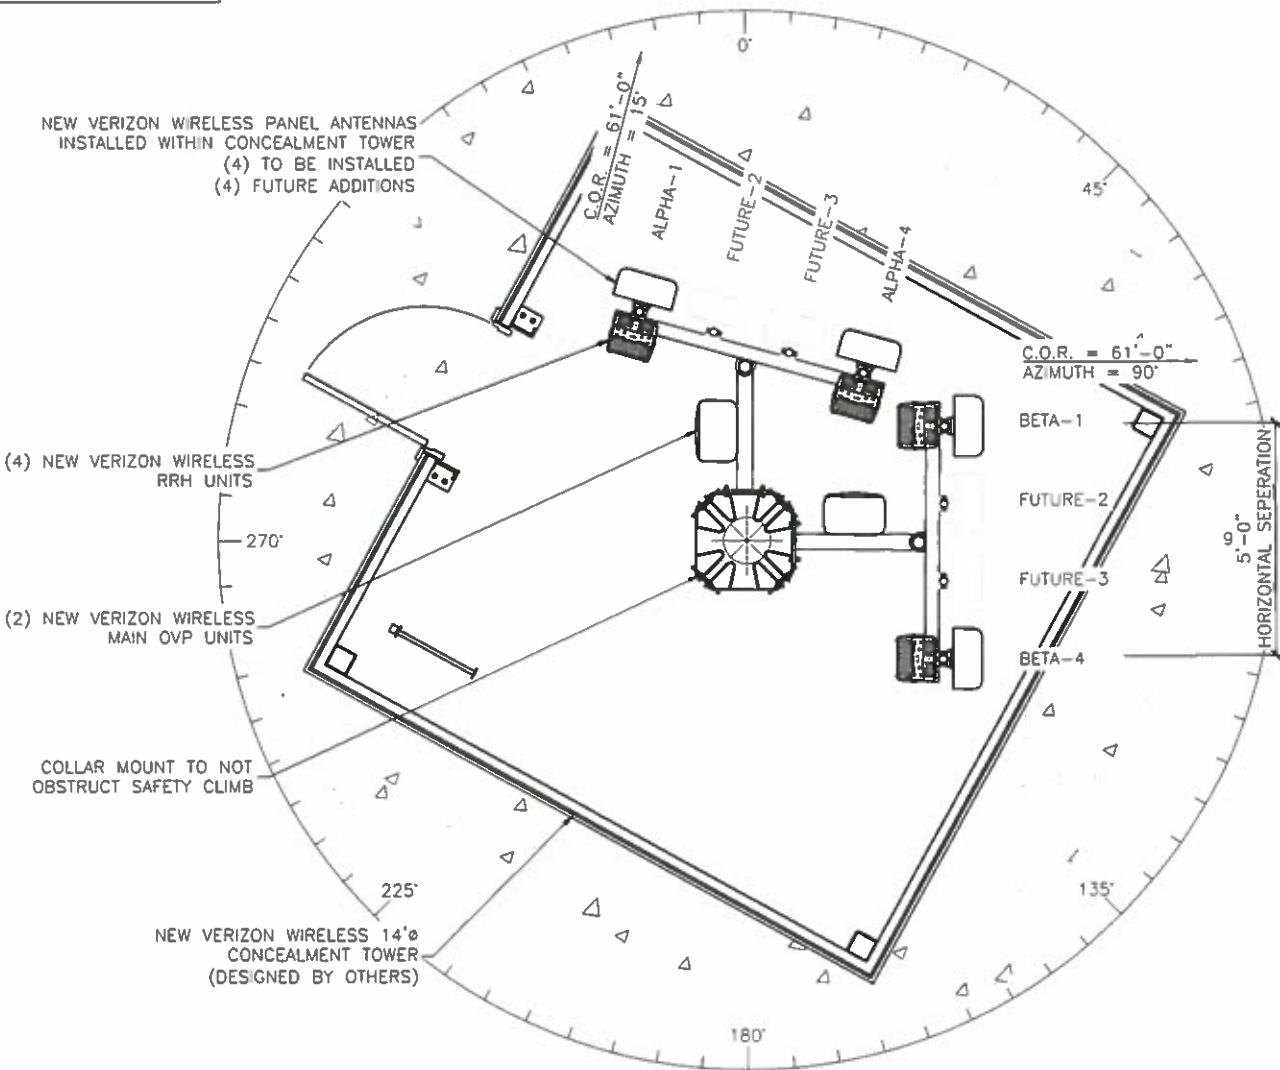 0°
45°
NEW VERIZON WIRELESS PANEL ANTENNAS
INSTALLED WITHIN CONCEALMENT TOWER
(4) TO BE INSTALLED
(4) FUTURE ADDITIONS
C.O.R. = 61'-0"
AZIMUTH = 15°
ALPHA-1
FUTURE-2
FUTURE-3
ALPHA-4
C.O.R. = 61'-0"
AZIMUTH = 90°
BETA-1
FUTURE-2
FUTURE-3
BETA-4
9
5'-0"
HORIZONTAL SEPERATION
(4) NEW VERIZON WIRELESS
RRH UNITS
270°
(2) NEW VERIZON WIRELESS
MAIN OVP UNITS
COLLAR MOUNT TO NOT
OBSTRUCT SAFETY CLIMB
225°
135°
NEW VERIZON WIRELESS 14'ø
CONCEALMENT TOWER
(DESIGNED BY OTHERS)
180°